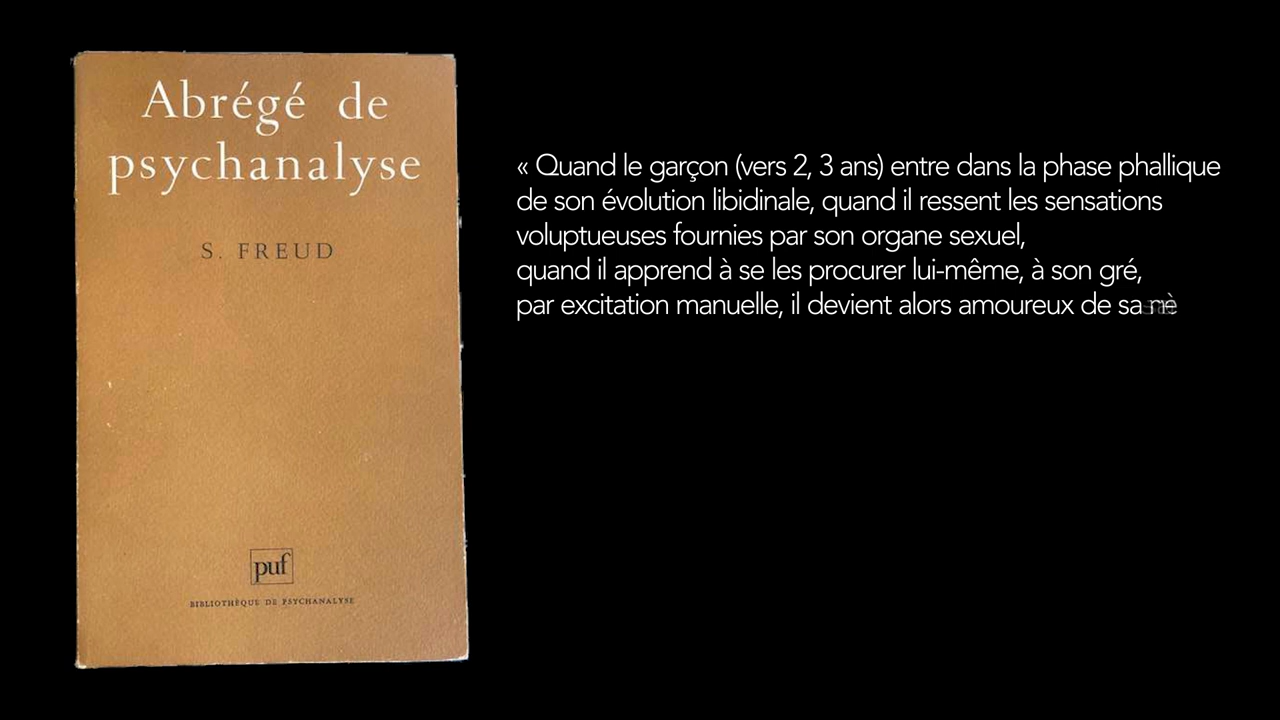 Abrégé de
psychanalyse
S. FREUD
puf
BIBLIOTHÈQUE DE PSYCHANALYSE
« Quand le garçon (vers 2, 3 ans) entre dans la phase phallique
de son évolution libidinale, quand il ressent les sensations
voluptueuses fournies par son organe sexuel,
quand il apprend à se les procurer lui-même, à son gré,
par excitation manuelle, il devient alors amoureux de sa